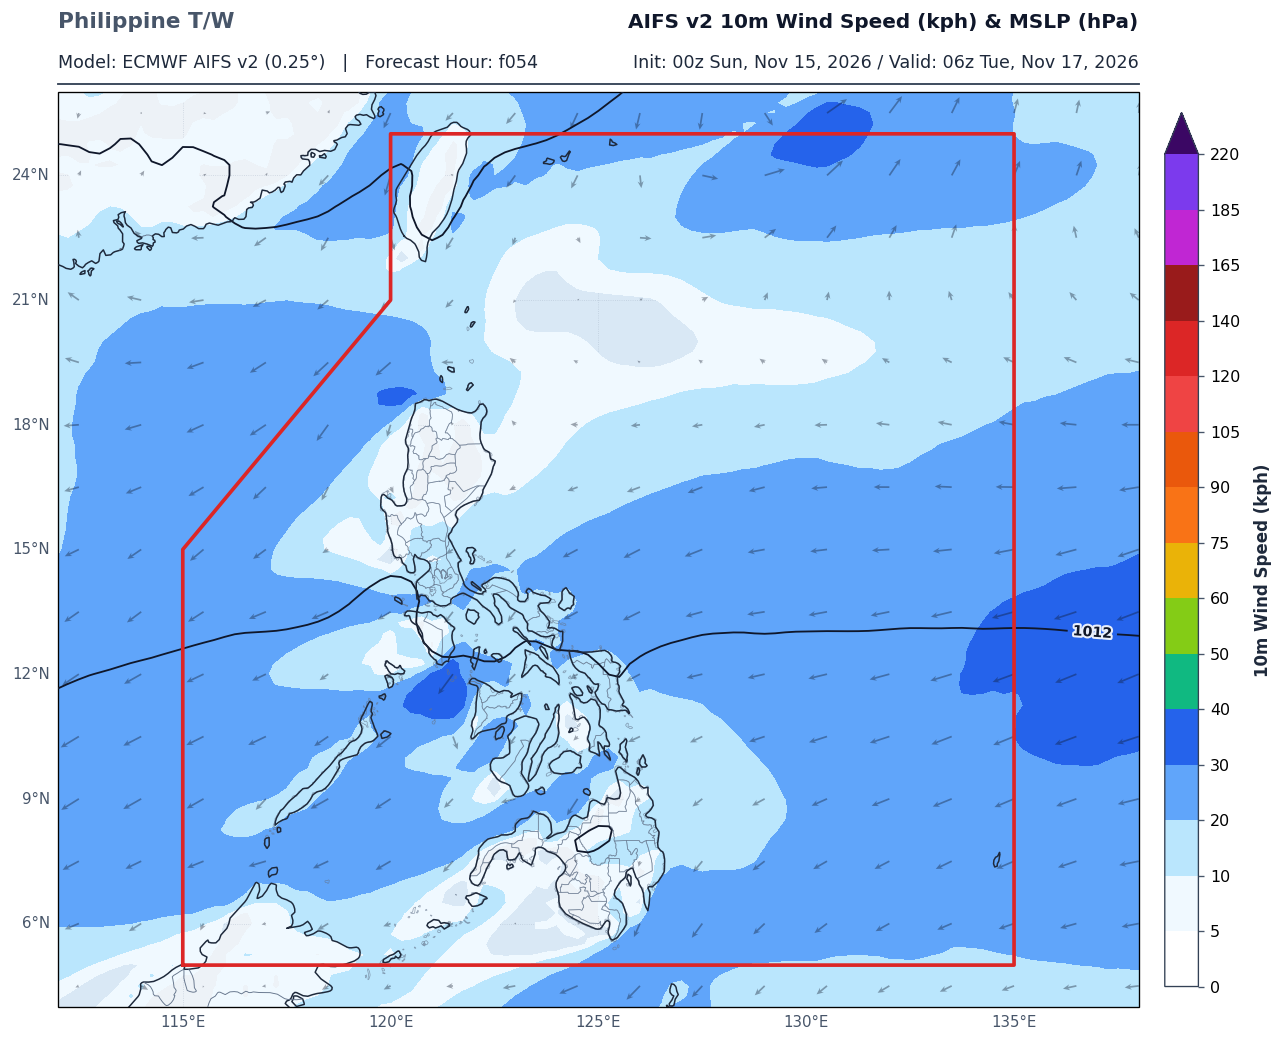 Philippine T/W
AIFS v2 10m Wind Speed (kph) & MSLP (hPa)
Model: ECMWF AIFS v2 (0.25°)   |   Forecast Hour: f054
Init: 00z Sun, Nov 15, 2026 / Valid: 06z Tue, Nov 17, 2026
24°N
21°N
18°N
15°N
12°N
9°N
6°N
1012
115°E
120°E
125°E
130°E
135°E
220
185
165
140
120
105
90
75
60
50
40
30
20
10
5
0
10m Wind Speed (kph)